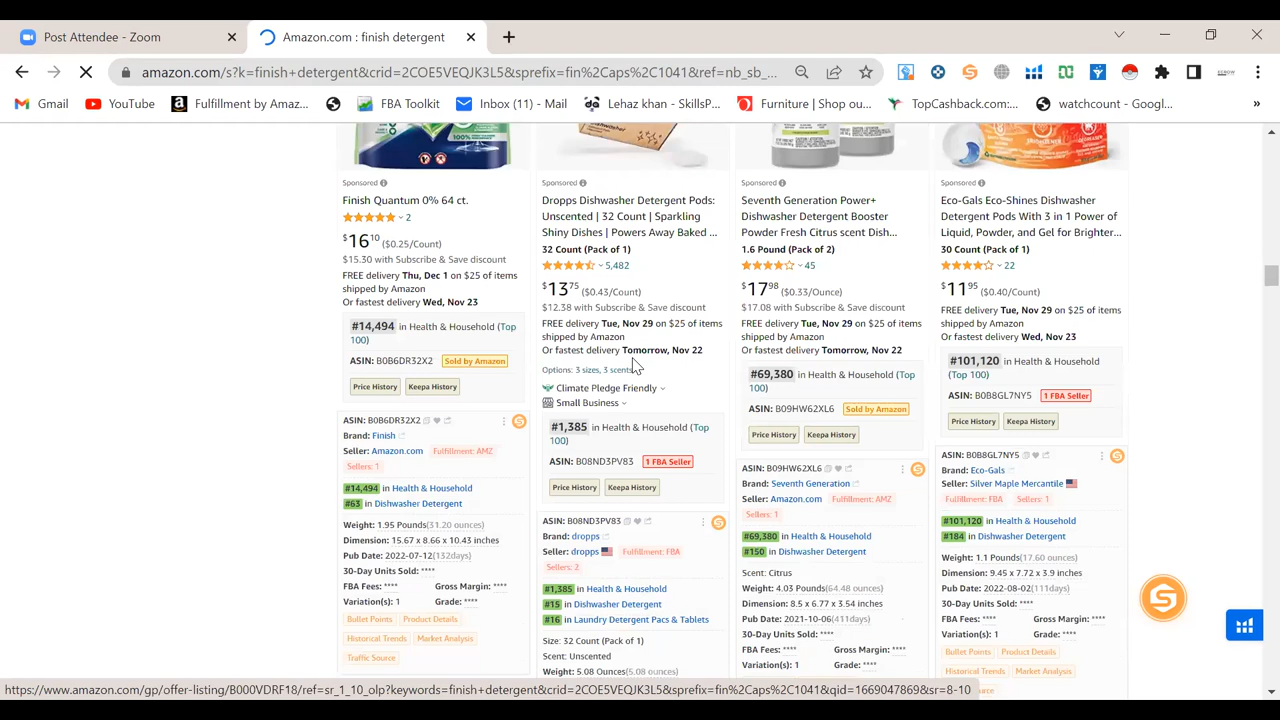 Post Attendee - Zoom
Amazon.com : finish detergent
amazon.com/s?k=finish+detergent&crid=2COE5VEQJK3L5&sprefix=fin%2Caps%2C1041&ref=nb_sb_...
Gmail
YouTube
Fulfillment by Amaz...
FBA Toolkit
Inbox (11) - Mail
Lehaz khan - SkillsP...
Furniture | Shop ou...
TopCashback.com:...
watchcount - Googl...
»
Sponsored
Finish Quantum 0% 64 ct.
2
$16 10 ($0.25/Count)
$15.30 with Subscribe & Save discount
FREE delivery Thu, Dec 1 on $25 of items
shipped by Amazon
Or fastest delivery Wed, Nov 23
#14,494 in Health & Household (Top
100)
ASIN: B0B6DR32X2 Sold by Amazon
Price History Keepa History
ASIN: B0B6DR32X2
Brand: Finish
Seller: Amazon.com Fulfillment: AMZ
Sellers: 1
#14,494 in Health & Household
#63 in Dishwasher Detergent
Weight: 1.95 Pounds(31.20 ounces)
Dimension: 15.67 x 8.66 x 10.43 inches
Pub Date: 2022-07-12(132days)
30-Day Units Sold: ****
FBA Fees: **** Gross Margin: ****
Variation(s): 1 Grade: ****
Bullet Points Product Details
Historical Trends Market Analysis
Traffic Source
Sponsored
Dropps Dishwasher Detergent Pods:
Unscented | 32 Count | Sparkling
Shiny Dishes | Powers Away Baked ...
32 Count (Pack of 1)
5,482
$13 75 ($0.43/Count)
$12.38 with Subscribe & Save discount
FREE delivery Tue, Nov 29 on $25 of items
shipped by Amazon
Or fastest delivery Tomorrow, Nov 22
Options: 3 sizes, 3 scents
Climate Pledge Friendly
Small Business
#1,385 in Health & Household (Top
100)
ASIN: B08ND3PV83 1 FBA Seller
Price History Keepa History
ASIN: B08ND3PV83
Brand: dropps
Seller: dropps Fulfillment: FBA
Sellers: 2
#1,385 in Health & Household
#15 in Dishwasher Detergent
#16 in Laundry Detergent Pacs & Tablets
Size: 32 Count (Pack of 1)
Scent: Unscented
Weight: 5.08 Ounces(5.08 ounces)
Sponsored
Seventh Generation Power+
Dishwasher Detergent Booster
Powder Fresh Citrus scent Dish...
1.6 Pound (Pack of 2)
45
$17 98 ($0.33/Ounce)
$17.08 with Subscribe & Save discount
FREE delivery Tue, Nov 29 on $25 of items
shipped by Amazon
Or fastest delivery Tomorrow, Nov 22
#69,380 in Health & Household (Top
100)
ASIN: B09HW62XL6 Sold by Amazon
Price History Keepa History
ASIN: B09HW62XL6
Brand: Seventh Generation
Seller: Amazon.com Fulfillment: AMZ
Sellers: 1
#69,380 in Health & Household
#150 in Dishwasher Detergent
Scent: Citrus
Weight: 4.03 Pounds(64.48 ounces)
Dimension: 8.5 x 6.77 x 3.54 inches
Pub Date: 2021-10-06(411days)
30-Day Units Sold: ****
FBA Fees: **** Gross Margin: ****
Variation(s): 1 Grade: ****
Sponsored
Eco-Gals Eco-Shines Dishwasher
Detergent Pods With 3 in 1 Power of
Liquid, Powder, and Gel for Brighter...
30 Count (Pack of 1)
22
$11 95 ($0.40/Count)
FREE delivery Tue, Nov 29 on $25 of items
shipped by Amazon
Or fastest delivery Wed, Nov 23
#101,120 in Health & Household
(Top 100)
ASIN: B0B8GL7NY5 1 FBA Seller
Price History Keepa History
ASIN: B0B8GL7NY5
Brand: Eco-Gals
Seller: Silver Maple Mercantile
Fulfillment: FBA Sellers: 1
#101,120 in Health & Household
#184 in Dishwasher Detergent
Weight: 1.1 Pounds(17.60 ounces)
Dimension: 9.45 x 7.72 x 3.9 inches
Pub Date: 2022-08-02(111days)
30-Day Units Sold: ****
FBA Fees: **** Gross Margin: ****
Variation(s): 1 Grade: ****
Bullet Points Product Details
Historical Trends Market Analysis
https://www.amazon.com/gp/offer-listing/B000VDRF18/ref=sr_1_10_olp?keywords=finish+detergent&crid=2COE5VEQJK3L5&sprefix=fin%2Caps%2C1041&qid=1669047869&sr=8-10